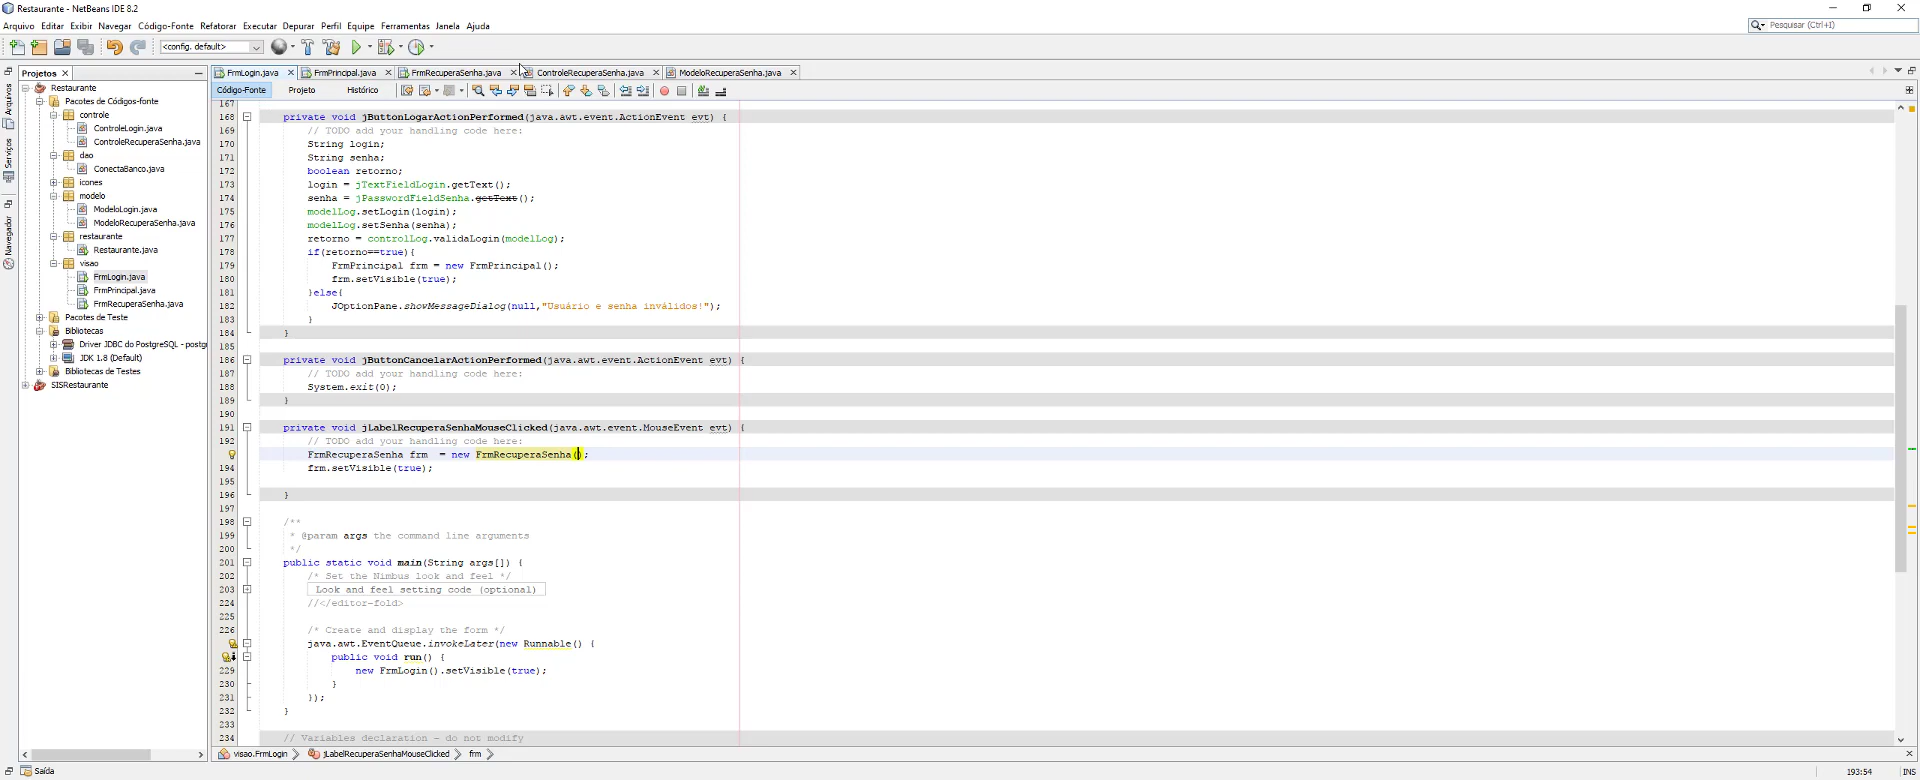 Restaurante - NetBeans IDE 8.2
Arquivo Editar Exibir Navegar Código-Fonte Refatorar Executar Depurar Perfil Equipe Ferramentas Janela Ajuda
Pesquisar (Ctrl+I)
<config. default>
Projetos
FrmLogin.java
FrmPrincipal.java
FrmRecuperaSenha.java
ControleRecuperaSenha.java
ModeloRecuperaSenha.java
Código-Fonte Projeto Histórico
Arquivos
Serviços
Navegador
Restaurante
Pacotes de Códigos-fonte
controle
ControleLogin.java
ControleRecuperaSenha.java
dao
ConectaBanco.java
icones
modelo
ModeloLogin.java
ModeloRecuperaSenha.java
restaurante
Restaurante.java
visao
FrmLogin.java
FrmPrincipal.java
FrmRecuperaSenha.java
Pacotes de Teste
Bibliotecas
Driver JDBC do PostgreSQL - postgr
JDK 1.8 (Default)
Bibliotecas de Testes
SISRestaurante
167
168 private void jButtonLogarActionPerformed(java.awt.event.ActionEvent evt) {
169 // TODO add your handling code here:
170 String login;
171 String senha;
172 boolean retorno;
173 login = jTextFieldLogin.getText();
174 senha = jPasswordFieldSenha.getText();
175 modelLog.setLogin(login);
176 modelLog.setSenha(senha);
177 retorno = controlLog.validaLogin(modelLog);
178 if(retorno==true){
179 FrmPrincipal frm = new FrmPrincipal();
180 frm.setVisible(true);
181 }else{
182 JOptionPane.showMessageDialog(null,"Usuário e senha inválidos!");
183 }
184 }
185
186 private void jButtonCancelarActionPerformed(java.awt.event.ActionEvent evt) {
187 // TODO add your handling code here:
188 System.exit(0);
189 }
190
191 private void jLabelRecuperaSenhaMouseClicked(java.awt.event.MouseEvent evt) {
192 // TODO add your handling code here:
FrmRecuperaSenha frm = new FrmRecuperaSenha();
194 frm.setVisible(true);
195
196 }
197
198 /**
199 * @param args the command line arguments
200 */
201 public static void main(String args[]) {
202 /* Set the Nimbus look and feel */
203 Look and feel setting code (optional)
224 //</editor-fold>
225
226 /* Create and display the form */
java.awt.EventQueue.invokeLater(new Runnable() {
public void run() {
229 new FrmLogin().setVisible(true);
230 }
231 });
232 }
233
234 // Variables declaration - do not modify
visao.FrmLogin jLabelRecuperaSenhaMouseClicked frm
Saída
193:54 INS